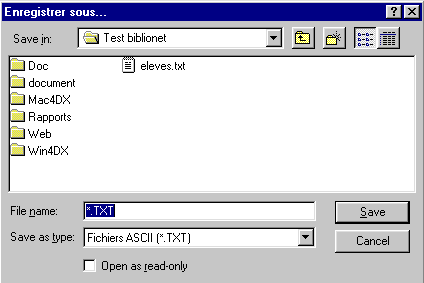 Enregistrer sous...
Save in: Test biblionet
Doc
document
Mac4DX
Rapports
Web
Win4DX
eleves.txt
File name: *.TXT
Save
Save as type: Fichiers ASCII (*.TXT)
Cancel
Open as read-only